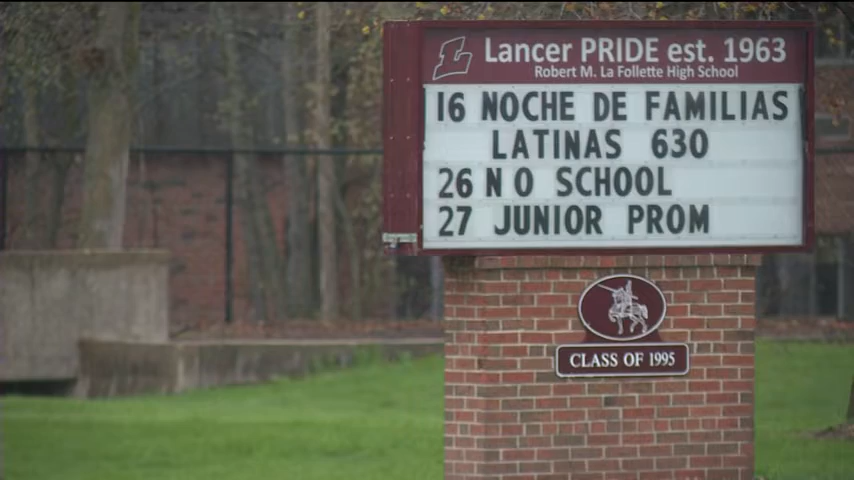 Lancer PRIDE est. 1963
Robert M. La Follette High School
16 NOCHE DE FAMILIAS
LATINAS 630
26 NO SCHOOL
27 JUNIOR PROM
CLASS OF 1995